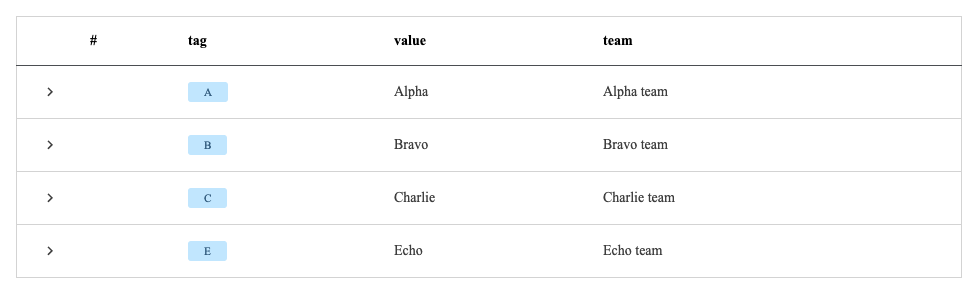 # tag value team
A Alpha Alpha team
B Bravo Bravo team
C Charlie Charlie team
E Echo Echo team